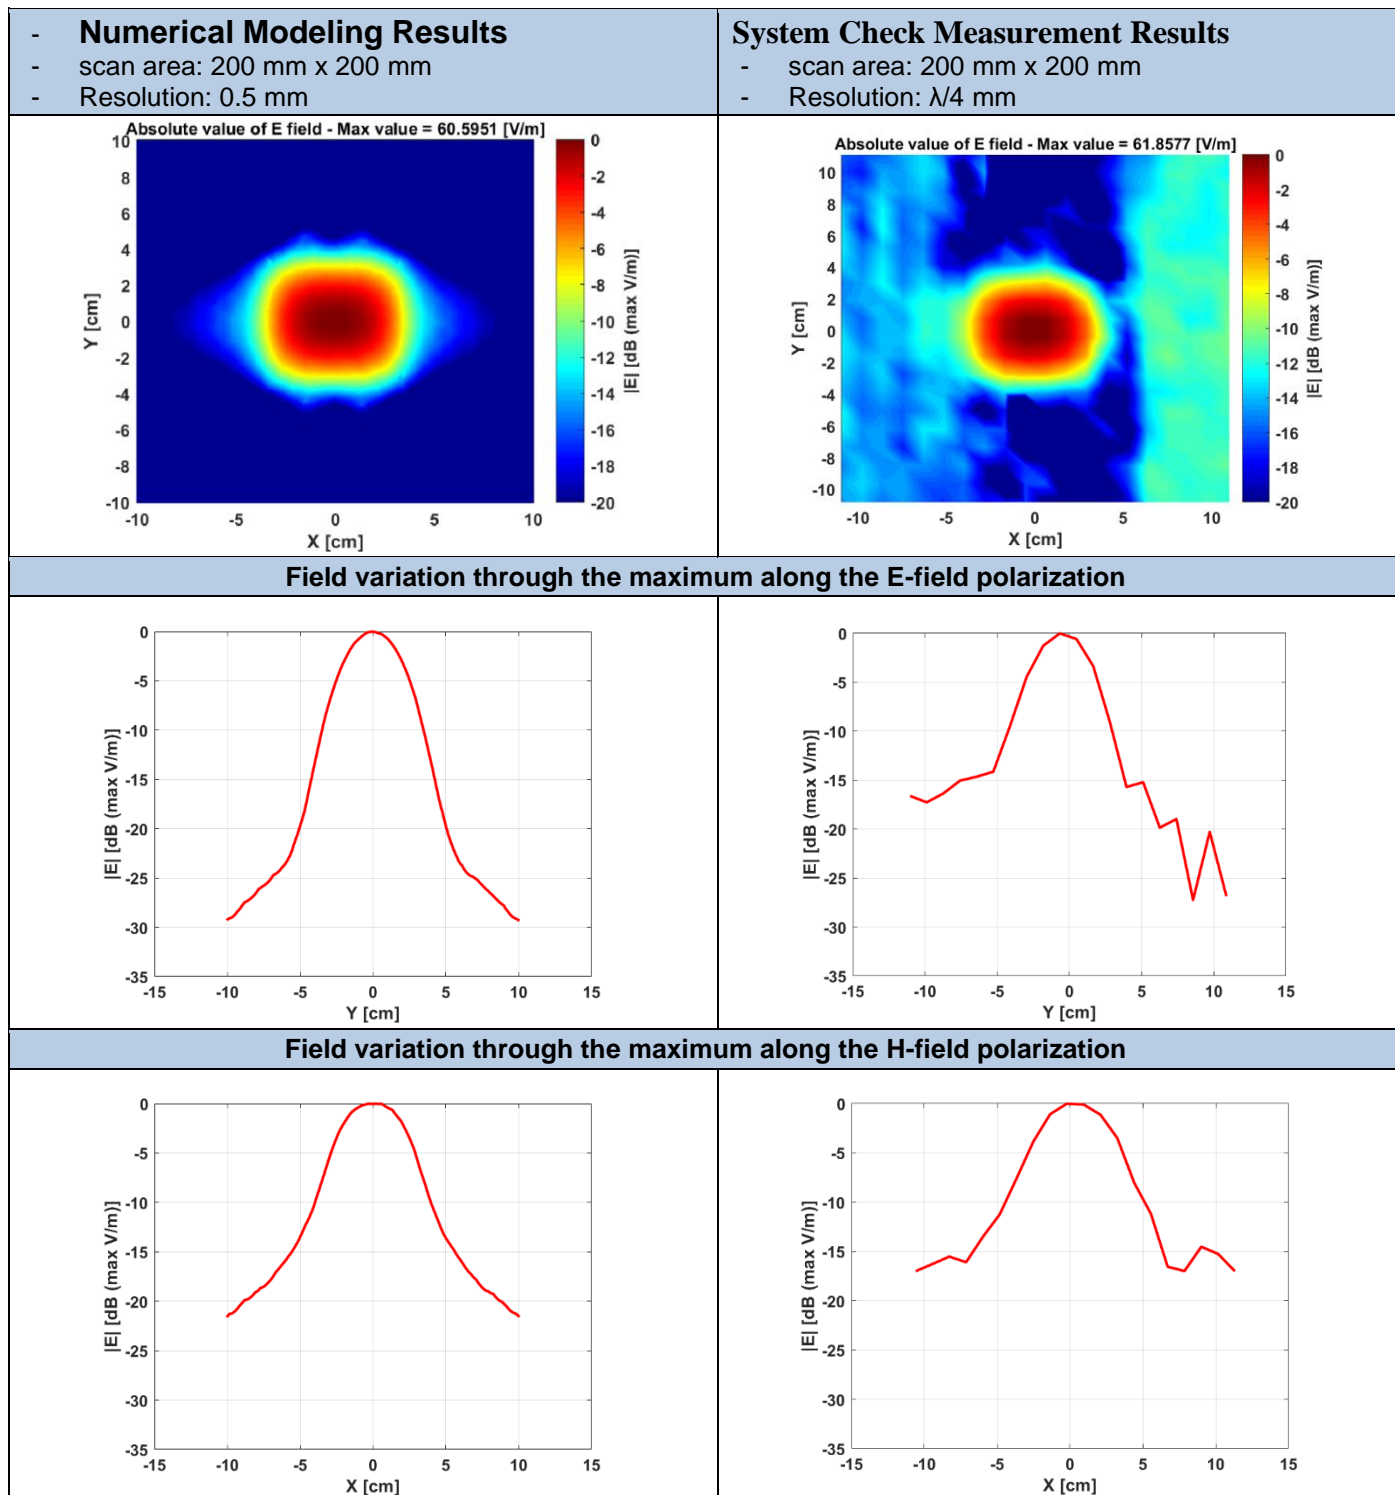 - Numerical Modeling Results
- scan area: 200 mm x 200 mm
- Resolution: 0.5 mm
System Check Measurement Results
- scan area: 200 mm x 200 mm
- Resolution: λ/4 mm
Absolute value of E field - Max value = 60.5951 [V/m]
10
8
6
4
2
0
-2
-4
-6
-8
-10
Y [cm]
-10 -5 0 5 10
X [cm]
0
-2
-4
-6
-8
-10
-12
-14
-16
-18
-20
|E| [dB (max V/m)]
Absolute value of E field - Max value = 61.8577 [V/m]
10
8
6
4
2
0
-2
-4
-6
-8
-10
Y [cm]
-10 -5 0 5 10
X [cm]
0
-2
-4
-6
-8
-10
-12
-14
-16
-18
-20
|E| [dB (max V/m)]
Field variation through the maximum along the E-field polarization
0
-5
-10
-15
-20
-25
-30
-35
|E| [dB (max V/m)]
-15 -10 -5 0 5 10 15
Y [cm]
0
-5
-10
-15
-20
-25
-30
-35
|E| [dB (max V/m)]
-15 -10 -5 0 5 10 15
Y [cm]
Field variation through the maximum along the H-field polarization
0
-5
-10
-15
-20
-25
-30
-35
|E| [dB (max V/m)]
-15 -10 -5 0 5 10 15
X [cm]
0
-5
-10
-15
-20
-25
-30
-35
|E| [dB (max V/m)]
-15 -10 -5 0 5 10 15
X [cm]